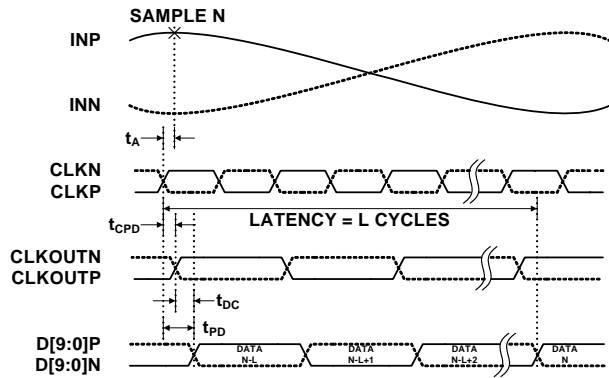 SAMPLE N
INP
INN
tA
CLKN
CLKP
LATENCY = L CYCLES
tCPD
CLKOUTN
CLKOUTP
tDC
tPD
D[9:0]P
D[9:0]N
DATA
N-L
DATA
N-L+1
DATA
N-L+2
DATA
N